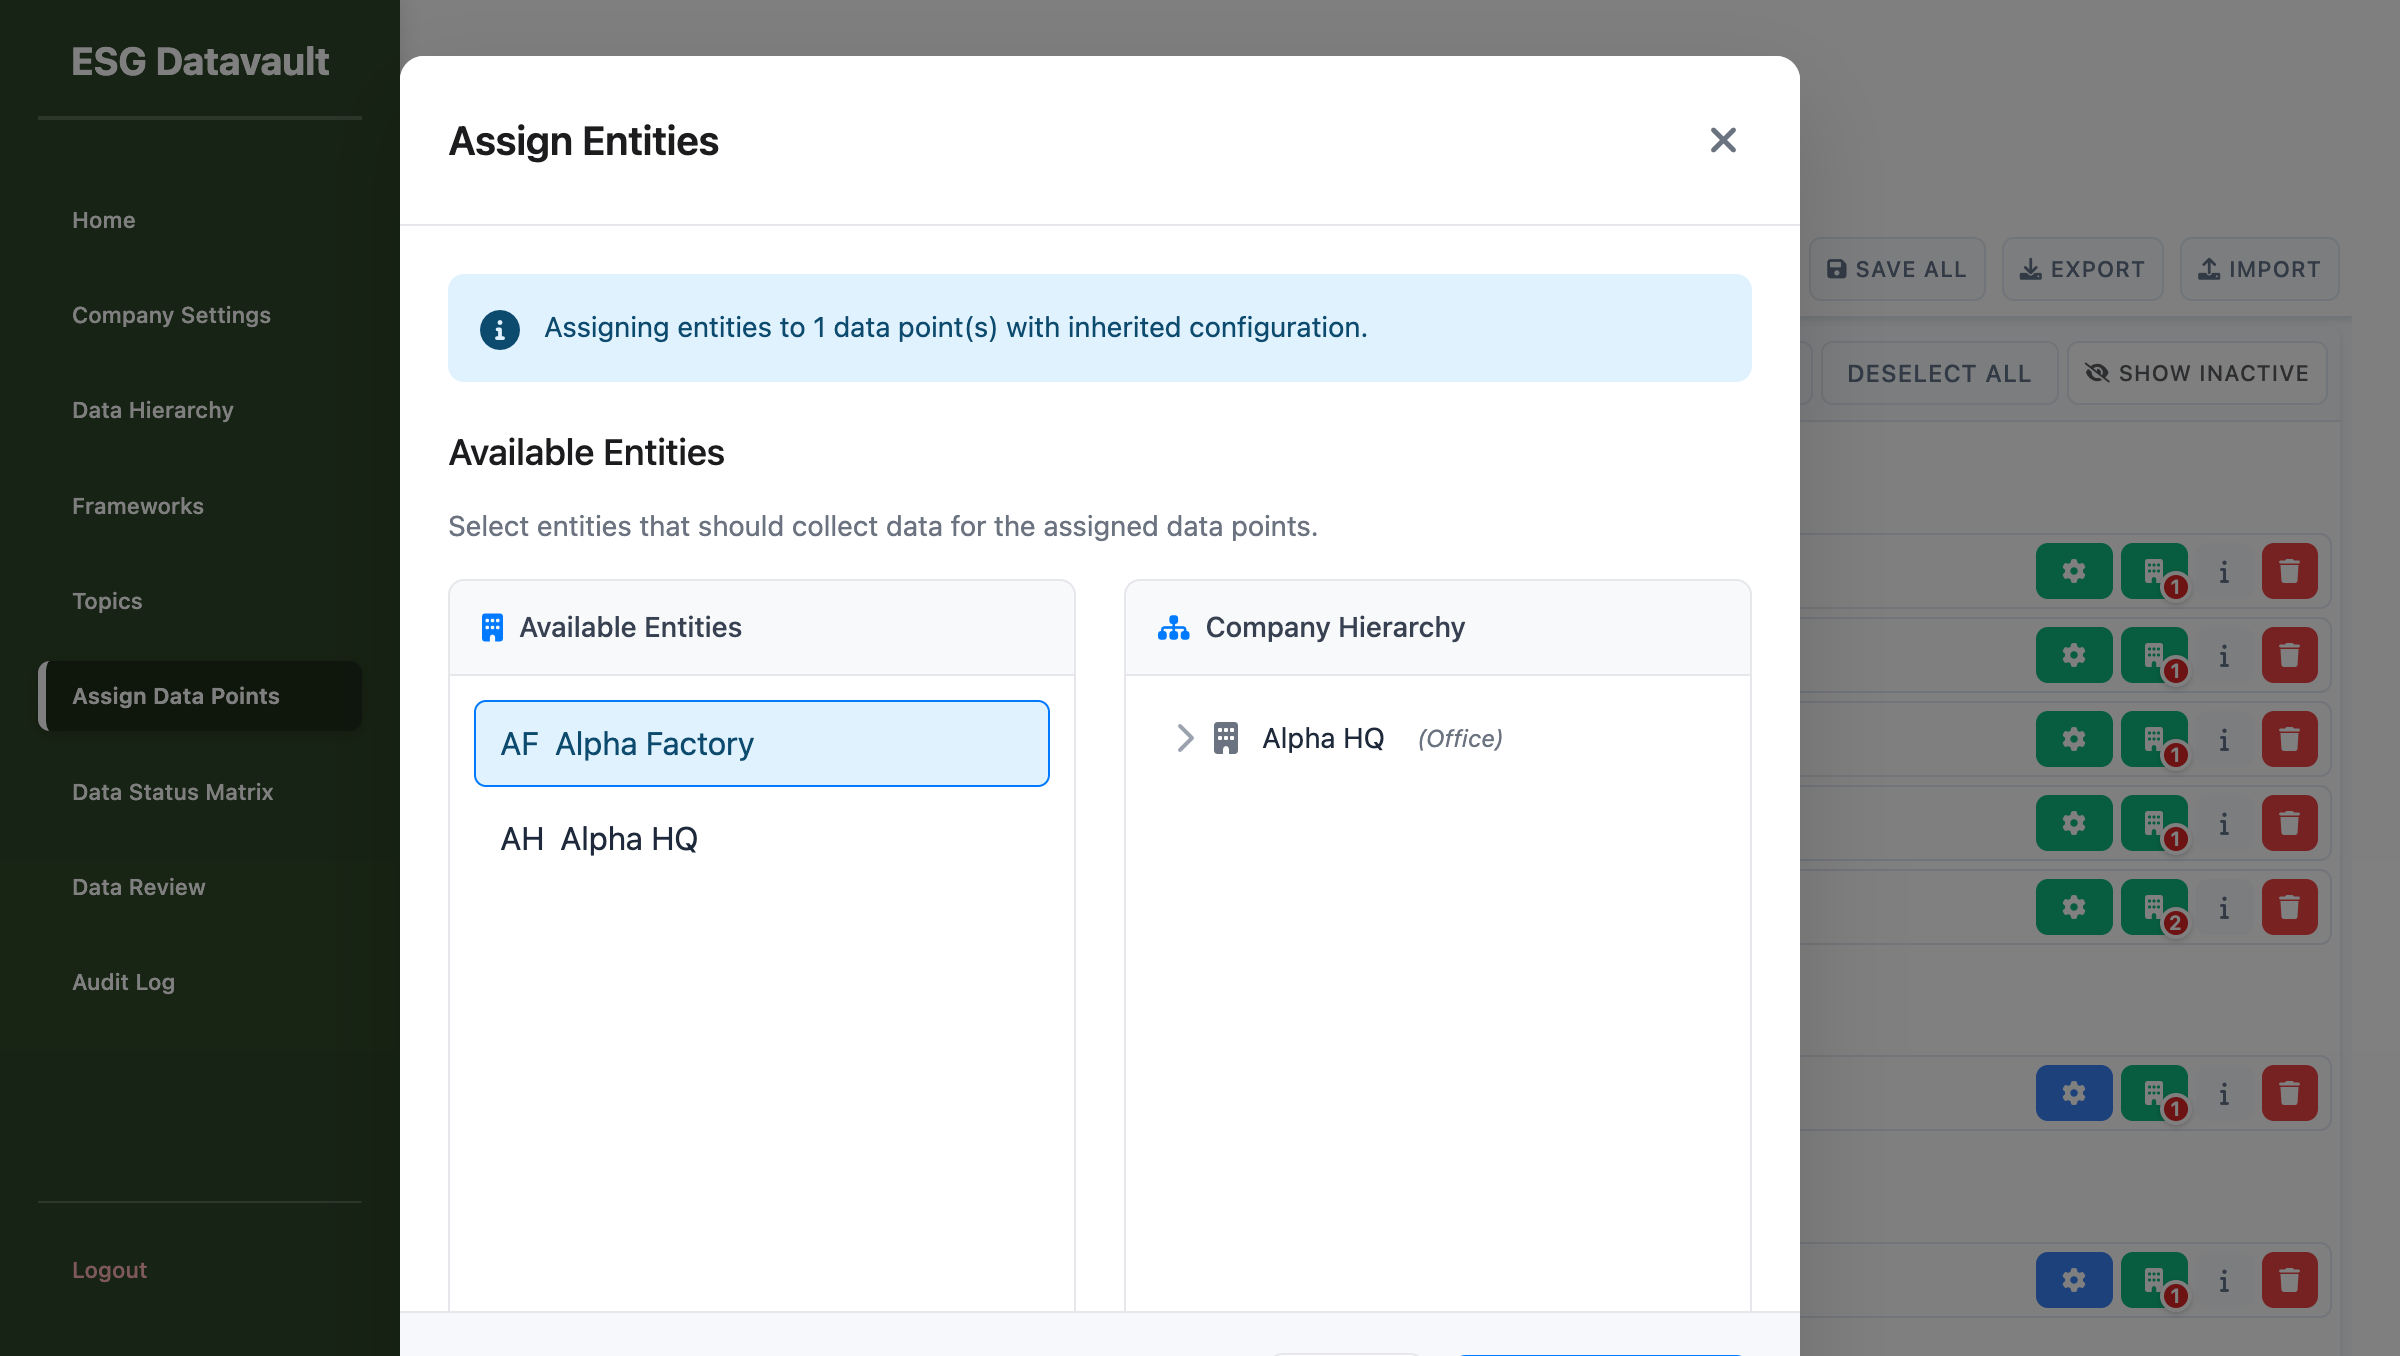 ESG Datavault
Home
Company Settings
Data Hierarchy
Frameworks
Topics
Assign Data Points
Data Status Matrix
Data Review
Audit Log
Logout
Assign Entities
Assigning entities to 1 data point(s) with inherited configuration.
Available Entities
Select entities that should collect data for the assigned data points.
Available Entities
AF Alpha Factory
AH Alpha HQ
Company Hierarchy
Alpha HQ (Office)
SAVE ALL
EXPORT
IMPORT
DESELECT ALL
SHOW INACTIVE
1
1
1
1
2
1
1